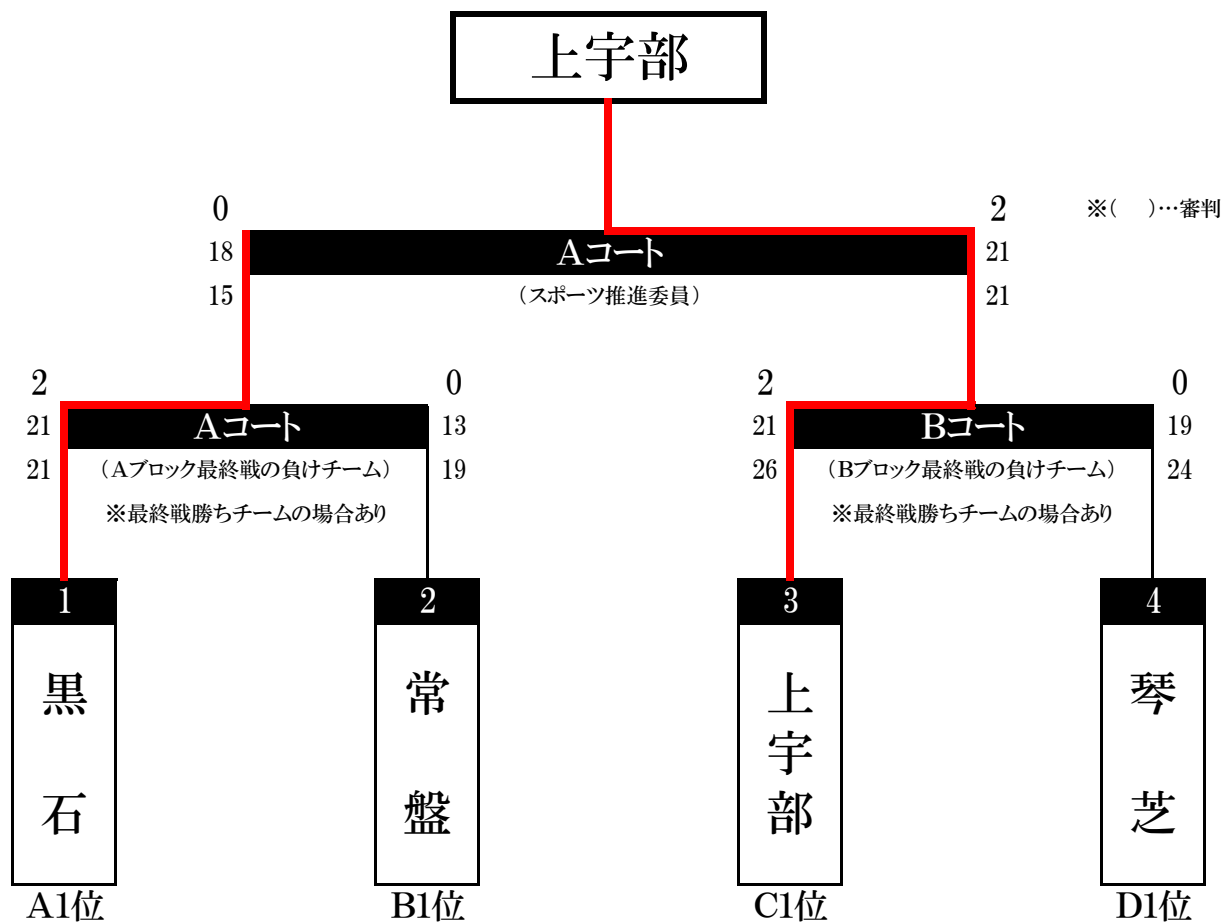 上宇部
0 2 ※( )…審判
18 Aコート 21
15 (スポーツ推進委員) 21
2 0 2 0
21 Aコート 13 21 Bコート 19
21 (Aブロック最終戦の負けチーム) 19 26 (Bブロック最終戦の負けチーム) 24
※最終戦勝ちチームの場合あり ※最終戦勝ちチームの場合あり
1 2 3 4
黒石 常盤 上宇部 琴芝
A1位 B1位 C1位 D1位